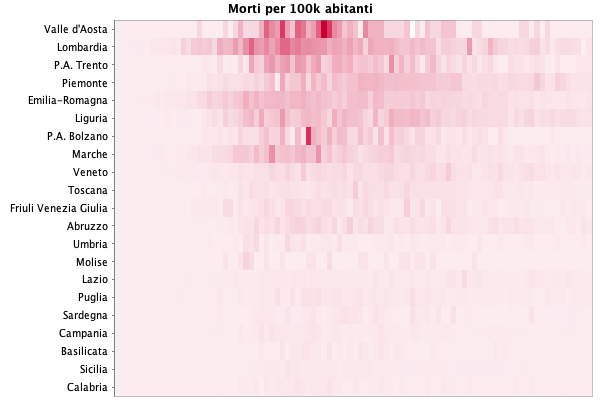 Morti per 100k abitanti
Valle d'Aosta
Lombardia
P.A. Trento
Piemonte
Emilia-Romagna
Liguria
P.A. Bolzano
Marche
Veneto
Toscana
Friuli Venezia Giulia
Abruzzo
Umbria
Molise
Lazio
Puglia
Sardegna
Campania
Basilicata
Sicilia
Calabria